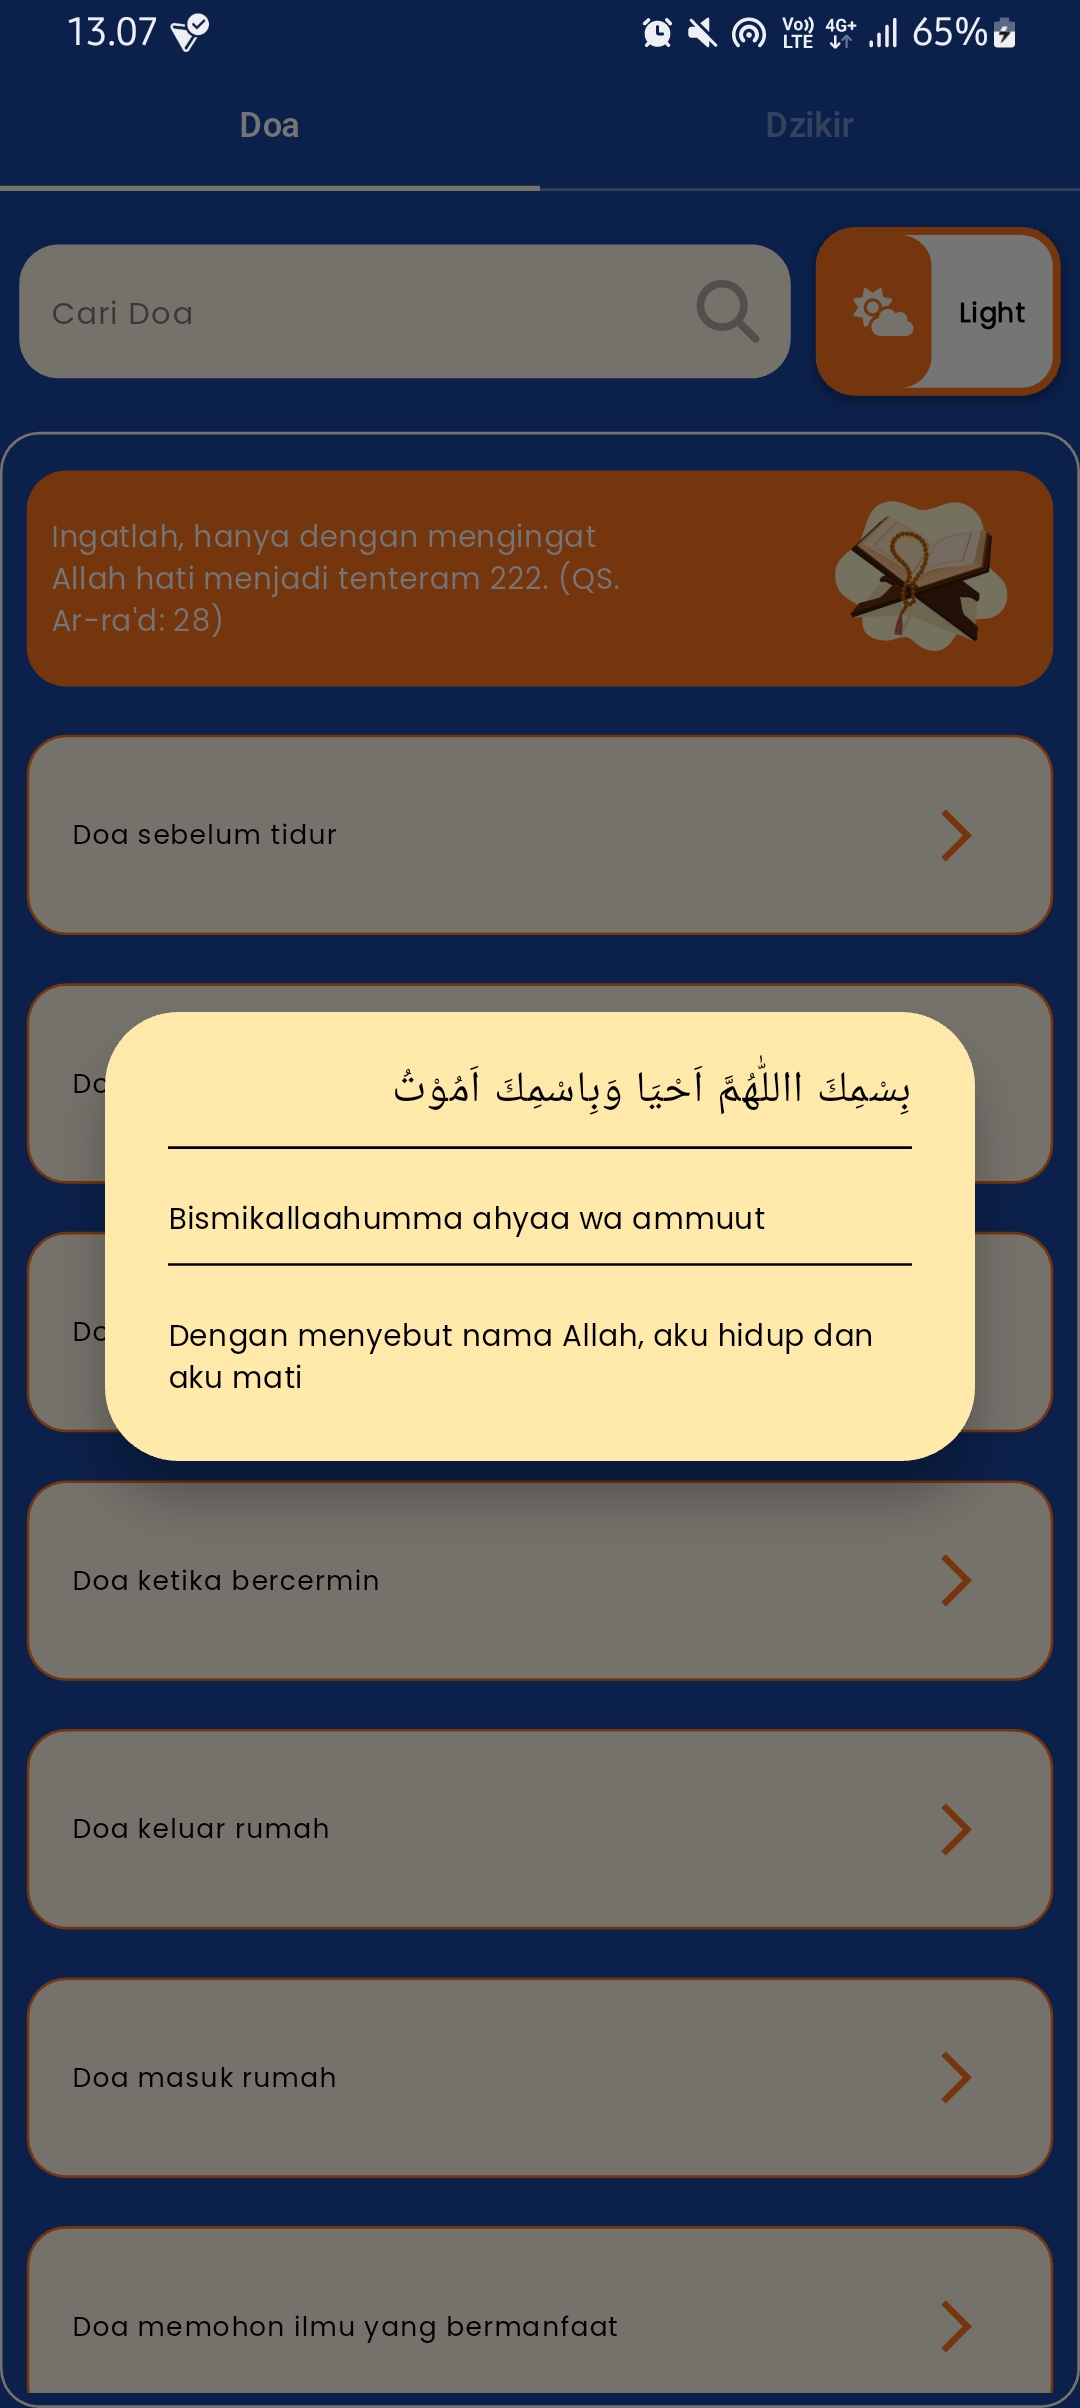 13.07
Vo)) LTE 4G+ 65%
Doa
Dzikir
Cari Doa
Light
Ingatlah, hanya dengan mengingat
Allah hati menjadi tenteram 222. (QS.
Ar-ra'd: 28)
Doa sebelum tidur
Do
Do
بِسْمِكَ االلّٰهُمَّ اَحْيَا وَبِاسْمِكَ اَمُوْتُ
Bismikallaahumma ahyaa wa ammuut
Dengan menyebut nama Allah, aku hidup dan
aku mati
Doa ketika bercermin
Doa keluar rumah
Doa masuk rumah
Doa memohon ilmu yang bermanfaat